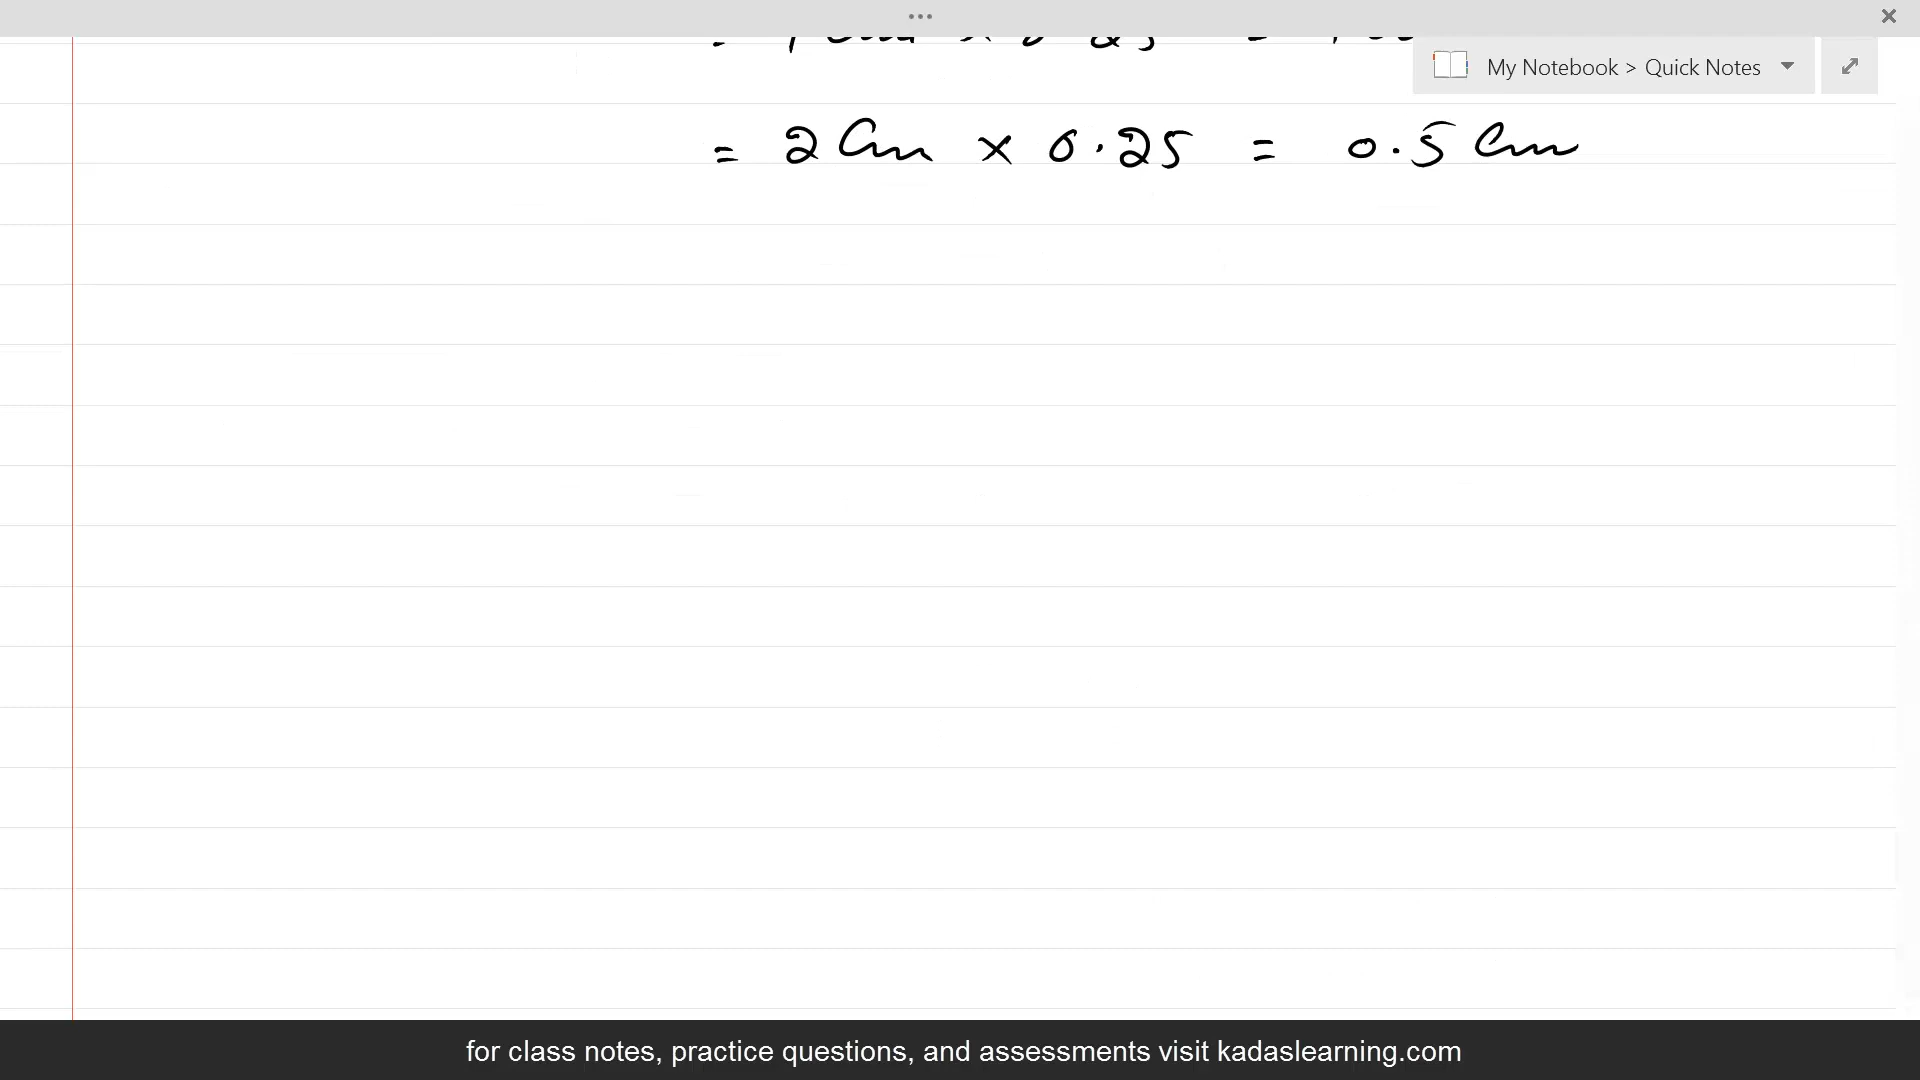 My Notebook > Quick Notes
= 2 Cm × 0.25 = 0.5 Cm
for class notes, practice questions, and assessments visit kadaslearning.com